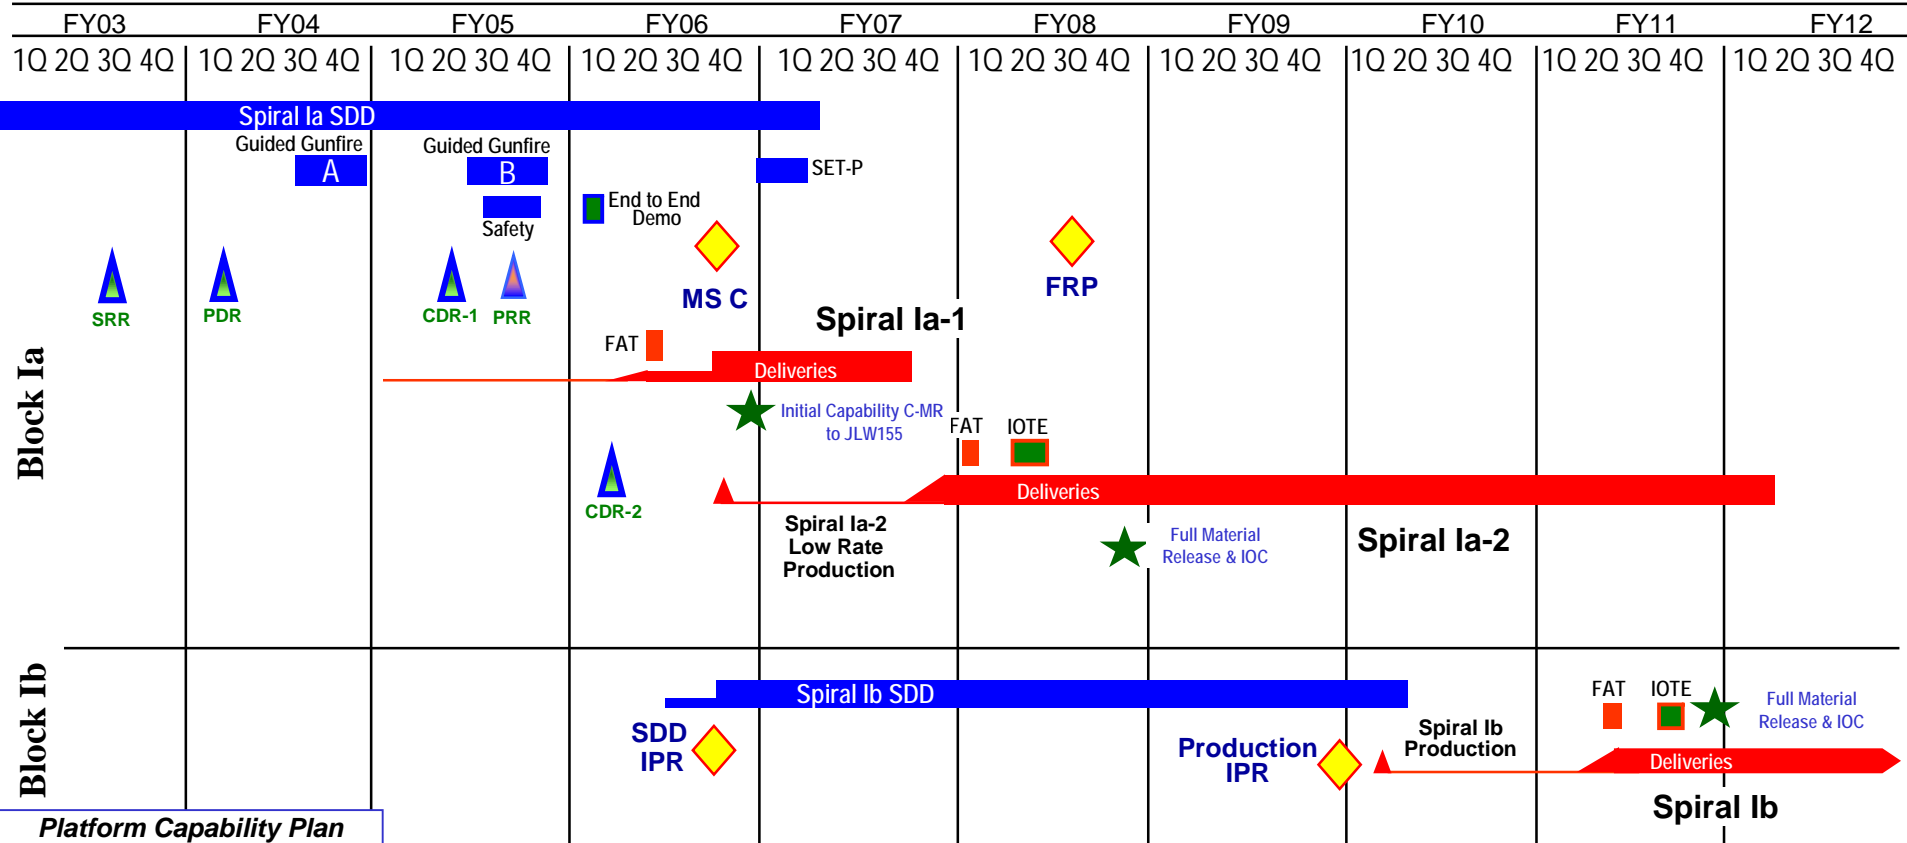 FY03 FY04 FY05 FY06 FY07 FY08 FY09 FY10 FY11 FY12
1Q 2Q 3Q 4Q 1Q 2Q 3Q 4Q 1Q 2Q 3Q 4Q 1Q 2Q 3Q 4Q 1Q 2Q 3Q 4Q 1Q 2Q 3Q 4Q 1Q 2Q 3Q 4Q 1Q 2Q 3Q 4Q 1Q 2Q 3Q 4Q 1Q 2Q 3Q 4Q
Block Ia
Spiral Ia SDD
Guided Gunfire
A
Guided Gunfire
B
Safety
SET-P
End to End
Demo
SRR
PDR
CDR-1
PRR
MS C
FRP
Spiral Ia-1
FAT
Deliveries
Initial Capability C-MR
to JLW155
FAT
IOTE
CDR-2
Deliveries
Spiral Ia-2
Low Rate
Production
Full Material
Release & IOC
Spiral Ia-2
Block Ib
Spiral Ib SDD
SDD
IPR
Production
IPR
Spiral Ib
Production
FAT
IOTE
Full Material
Release & IOC
Deliveries
Spiral Ib
Platform Capability Plan